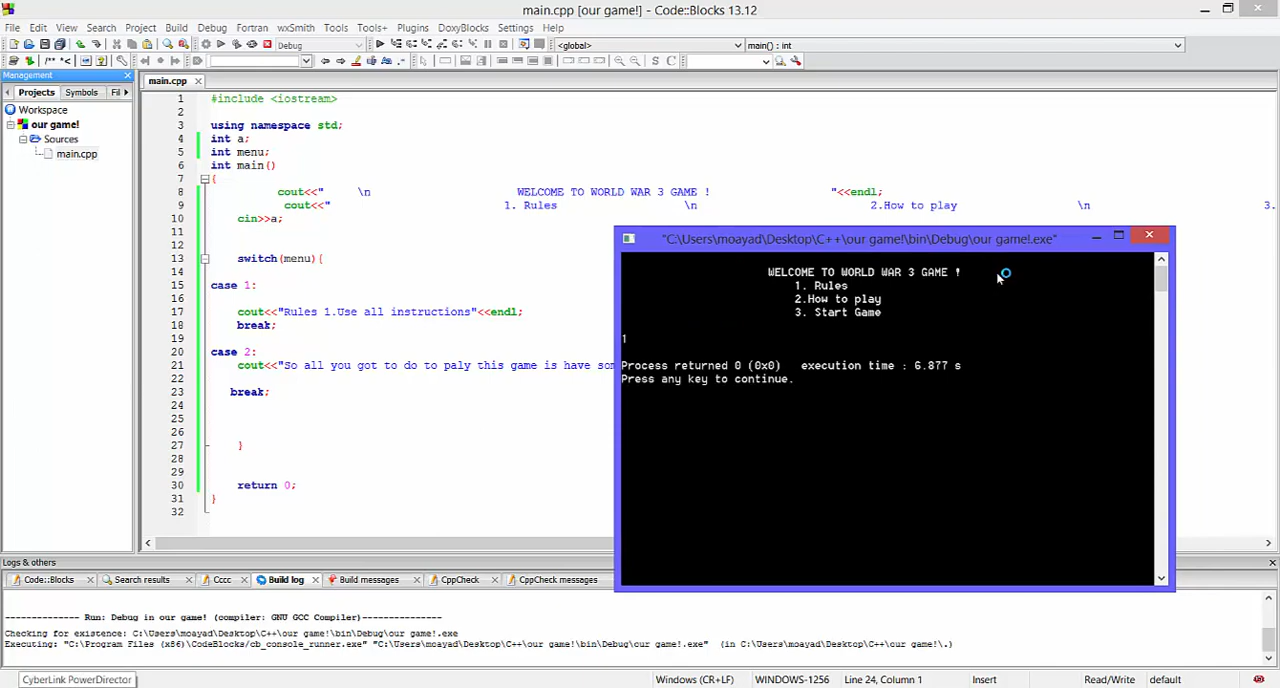 main.cpp [our game!] - Code::Blocks 13.12
File Edit View Search Project Build Debug Fortran wxSmith Tools Tools+ Plugins DoxyBlocks Settings Help
Debug <global> main() : int
/** *< S C
Management
main.cpp
Projects Symbols Fil
Workspace
our game!
Sources
main.cpp
1 #include <iostream>
2
3 using namespace std;
4 int a;
5 int menu;
6 int main()
7 {
8 cout<<" \n WELCOME TO WORLD WAR 3 GAME ! "<<endl;
9 cout<<" 1. Rules \n 2.How to play \n 3.
10 cin>>a;
11
12
13 switch(menu){
14
15 case 1:
16
17 cout<<"Rules 1.Use all instructions"<<endl;
18 break;
19
20 case 2:
21 cout<<"So all you got to do to paly this game is have som
22
23 break;
24
25
26
27 }
28
29
30 return 0;
31 }
32
"C:\Users\moayad\Desktop\C++\our game!\bin\Debug\our game!.exe"
WELCOME TO WORLD WAR 3 GAME !
1. Rules
2.How to play
3. Start Game
1
Process returned 0 (0x0) execution time : 6.877 s
Press any key to continue.
Logs & others
Code::Blocks Search results Cccc Build log Build messages CppCheck CppCheck messages
-------------- Run: Debug in our game! (compiler: GNU GCC Compiler)---------------
Checking for existence: C:\Users\moayad\Desktop\C++\our game!\bin\Debug\our game!.exe
Executing: "C:\Program Files (x86)\CodeBlocks/cb_console_runner.exe" "C:\Users\moayad\Desktop\C++\our game!\bin\Debug\our game!.exe" (in C:\Users\moayad\Desktop\C++\our game!\.)
CyberLink PowerDirector
Windows (CR+LF) WINDOWS-1256 Line 24, Column 1 Insert Read/Write default